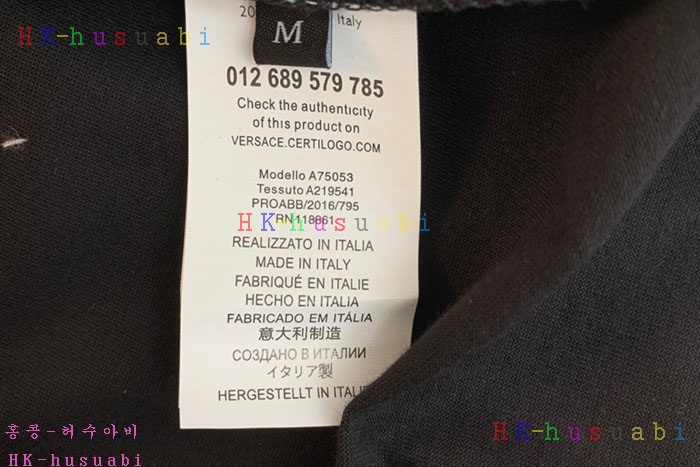 HK-husuabi
20
Italy
M
012 689 579 785
Check the authenticity
of this product on
VERSACE.CERTILOGO.COM
Modello A75053
Tessuto A219541
PROABB/2016/795
HK-husuabi
RN118861
REALIZZATO IN ITALIA
MADE IN ITALY
FABRIQUÉ EN ITALIE
HECHO EN ITALIA
FABRICADO EM ITÁLIA
意大利制造
СОЗДАНО В ИТАЛИИ
イタリア製
HERGESTELLT IN ITALIE
홍콩-허수아비
HK-husuabi
HK-husuabi